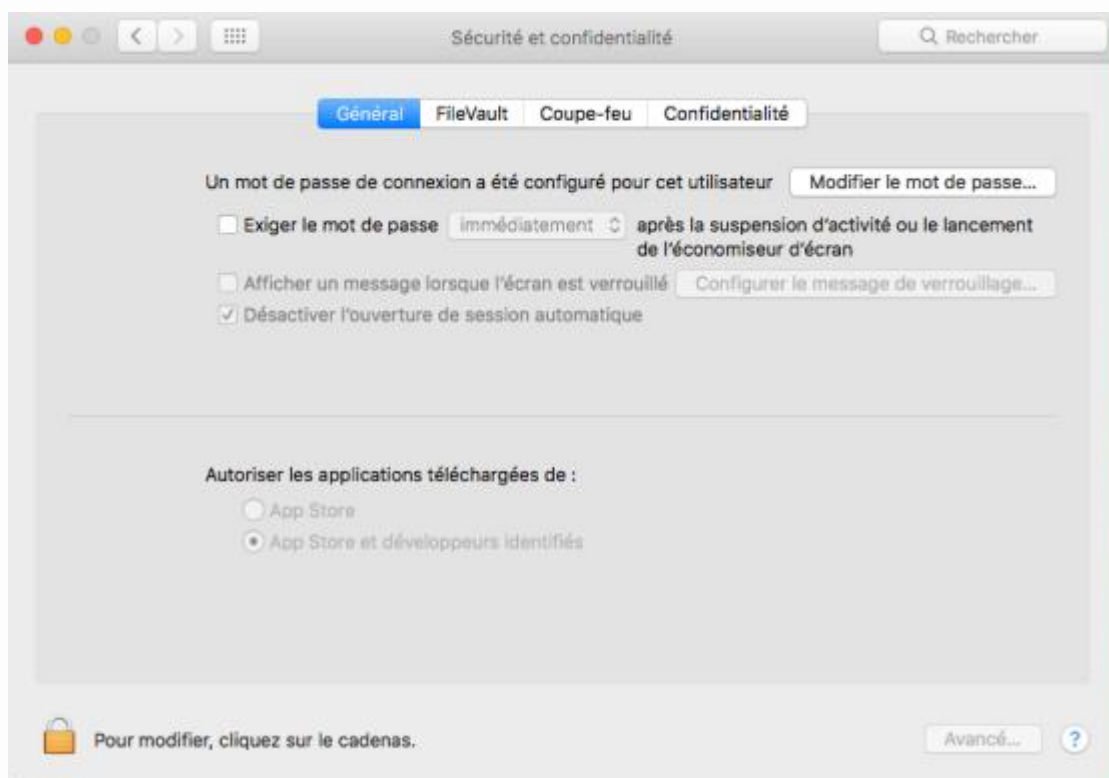 Sécurité et confidentialité
Rechercher
Général FileVault Coupe-feu Confidentialité
Un mot de passe de connexion a été configuré pour cet utilisateur Modifier le mot de passe...
Exiger le mot de passe immédiatement après la suspension d'activité ou le lancement
de l'économiseur d'écran
Afficher un message lorsque l'écran est verrouillé Configurer le message de verrouillage...
Désactiver l'ouverture de session automatique
Autoriser les applications téléchargées de :
App Store
App Store et développeurs identifiés
Pour modifier, cliquez sur le cadenas.
Avancé... ?